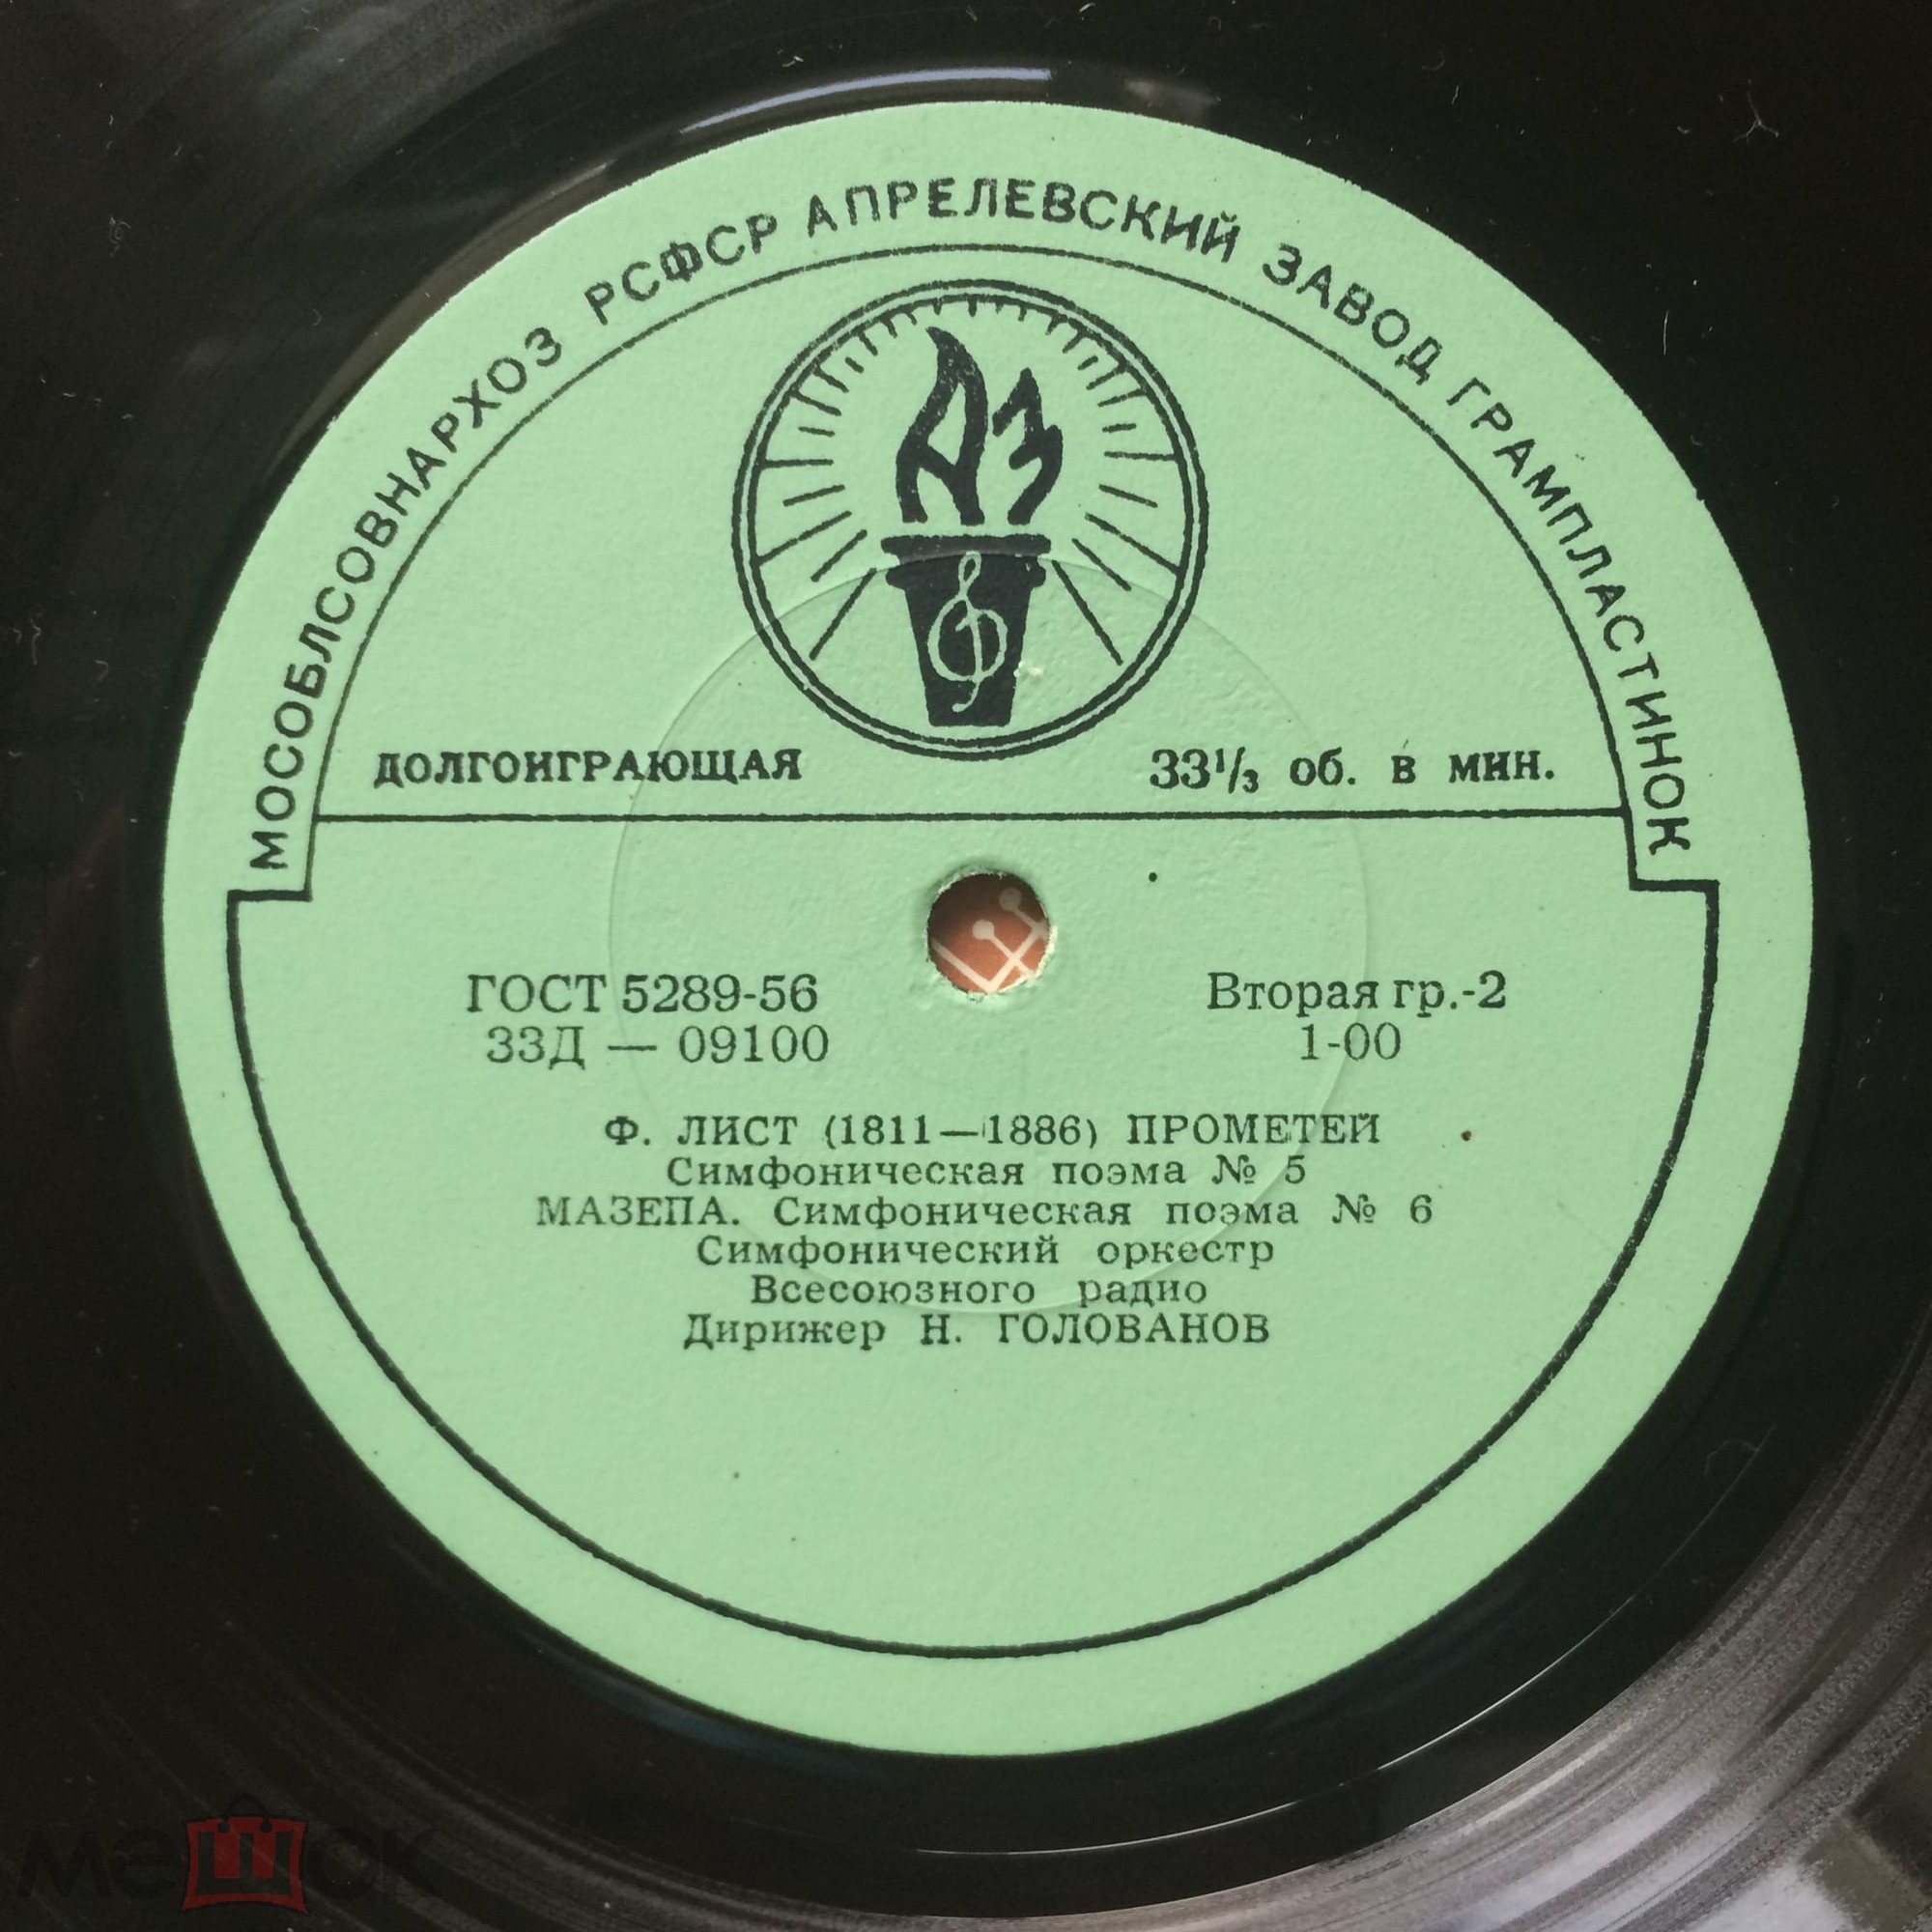 МОСОБЛСОВНАРХОЗ РСФСР АПРЕЛЕВСКИЙ ЗАВОД ГРАМПЛАСТИНОК
АЗ
ДОЛГОИГРАЮЩАЯ 33⅓ об. в мин.
ГОСТ 5289-56 Вторая гр.-2
33Д — 09100 1-00
Ф. ЛИСТ (1811—1886) ПРОМЕТЕЙ
Симфоническая поэма № 5
МАЗЕПА. Симфоническая поэма № 6
Симфонический оркестр
Всесоюзного радио
Дирижер Н. ГОЛОВАНОВ
мешок